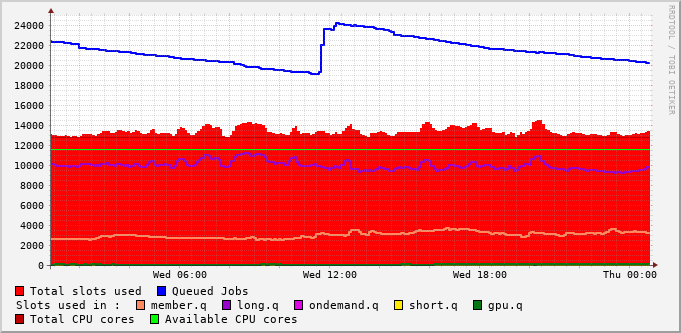 RRDTOOL / TOBI OETIKER
24000
22000
20000
18000
16000
14000
12000
10000
8000
6000
4000
2000
0
Wed 06:00 Wed 12:00 Wed 18:00 Thu 00:00
Total slots used Queued Jobs
Slots used in : member.q long.q ondemand.q short.q gpu.q
Total CPU cores Available CPU cores